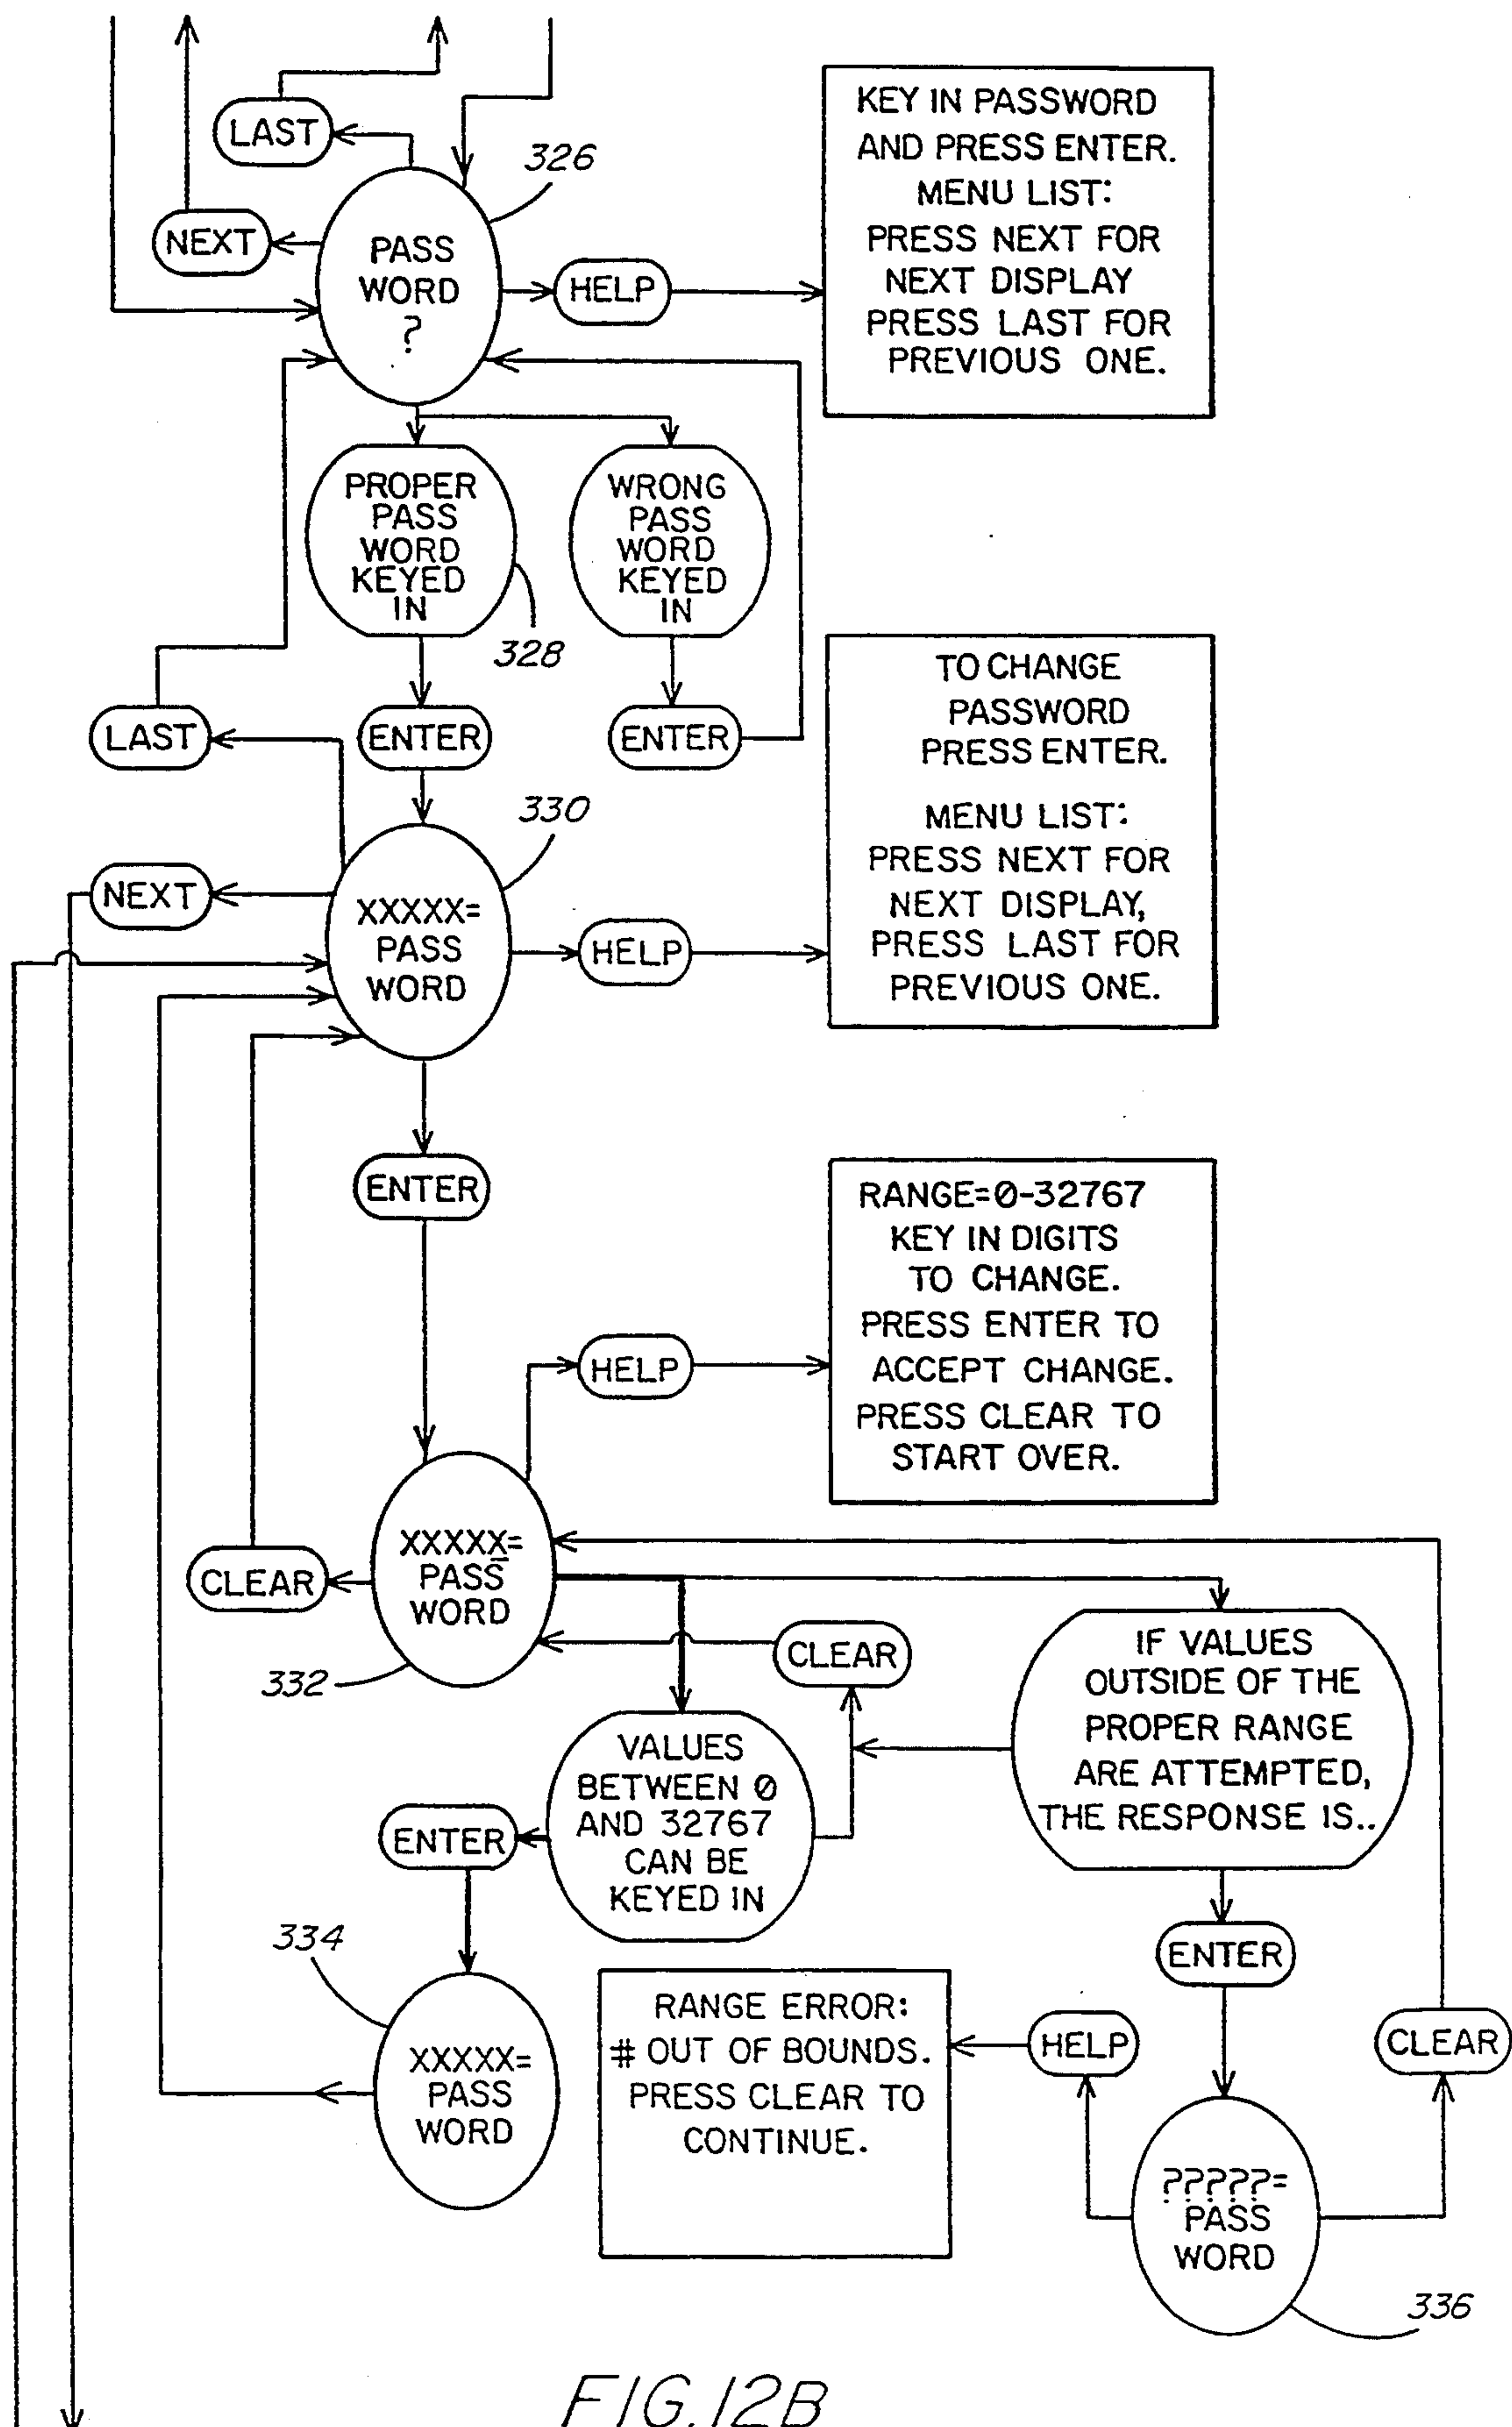 LAST
326
NEXT
PASS
WORD
?
HELP
KEY IN PASSWORD
AND PRESS ENTER.
MENU LIST:
PRESS NEXT FOR
NEXT DISPLAY
PRESS LAST FOR
PREVIOUS ONE.
PROPER
PASS
WORD
KEYED
IN
328
WRONG
PASS
WORD
KEYED
IN
LAST
ENTER
ENTER
TO CHANGE
PASSWORD
PRESS ENTER.
MENU LIST:
PRESS NEXT FOR
NEXT DISPLAY,
PRESS LAST FOR
PREVIOUS ONE.
330
NEXT
XXXXX=
PASS
WORD
HELP
ENTER
RANGE=0-32767
KEY IN DIGITS
TO CHANGE.
PRESS ENTER TO
ACCEPT CHANGE.
PRESS CLEAR TO
START OVER.
HELP
CLEAR
XXXXX=
PASS
WORD
332
CLEAR
IF VALUES
OUTSIDE OF THE
PROPER RANGE
ARE ATTEMPTED,
THE RESPONSE IS..
VALUES
BETWEEN 0
AND 32767
CAN BE
KEYED IN
ENTER
334
ENTER
XXXXX=
PASS
WORD
RANGE ERROR:
# OUT OF BOUNDS.
PRESS CLEAR TO
CONTINUE.
HELP
CLEAR
?????=
PASS
WORD
336
FIG. 12B